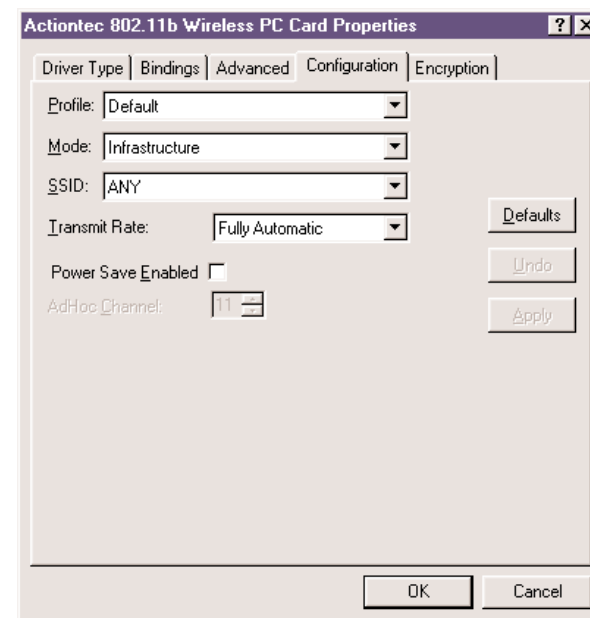 Actiontec 802.11b Wireless PC Card Properties ? X
Driver Type Bindings Advanced Configuration Encryption
Profile: Default
Mode: Infrastructure
SSID: ANY
Transmit Rate: Fully Automatic
Defaults
Power Save Enabled
Undo
AdHoc Channel: 11
Apply
OK Cancel